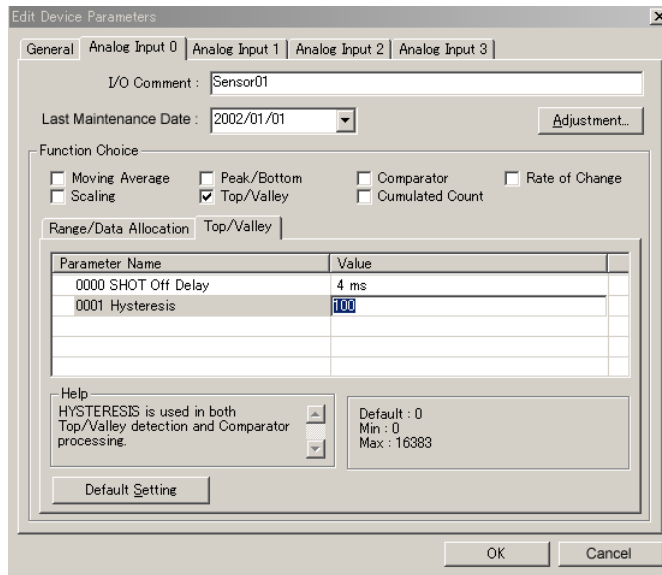 Edit Device Parameters
General Analog Input 0 Analog Input 1 Analog Input 2 Analog Input 3
I/O Comment : Sensor01
Last Maintenance Date : 2002/01/01 Adjustment...
Function Choice
Moving Average Peak/Bottom Comparator Rate of Change
Scaling Top/Valley Cumulated Count
Range/Data Allocation Top/Valley
Parameter Name Value
0000 SHOT Off Delay 4 ms
0001 Hysteresis 100
Help
HYSTERESIS is used in both
Top/Valley detection and Comparator
processing.
Default : 0
Min : 0
Max : 16383
Default Setting
OK Cancel